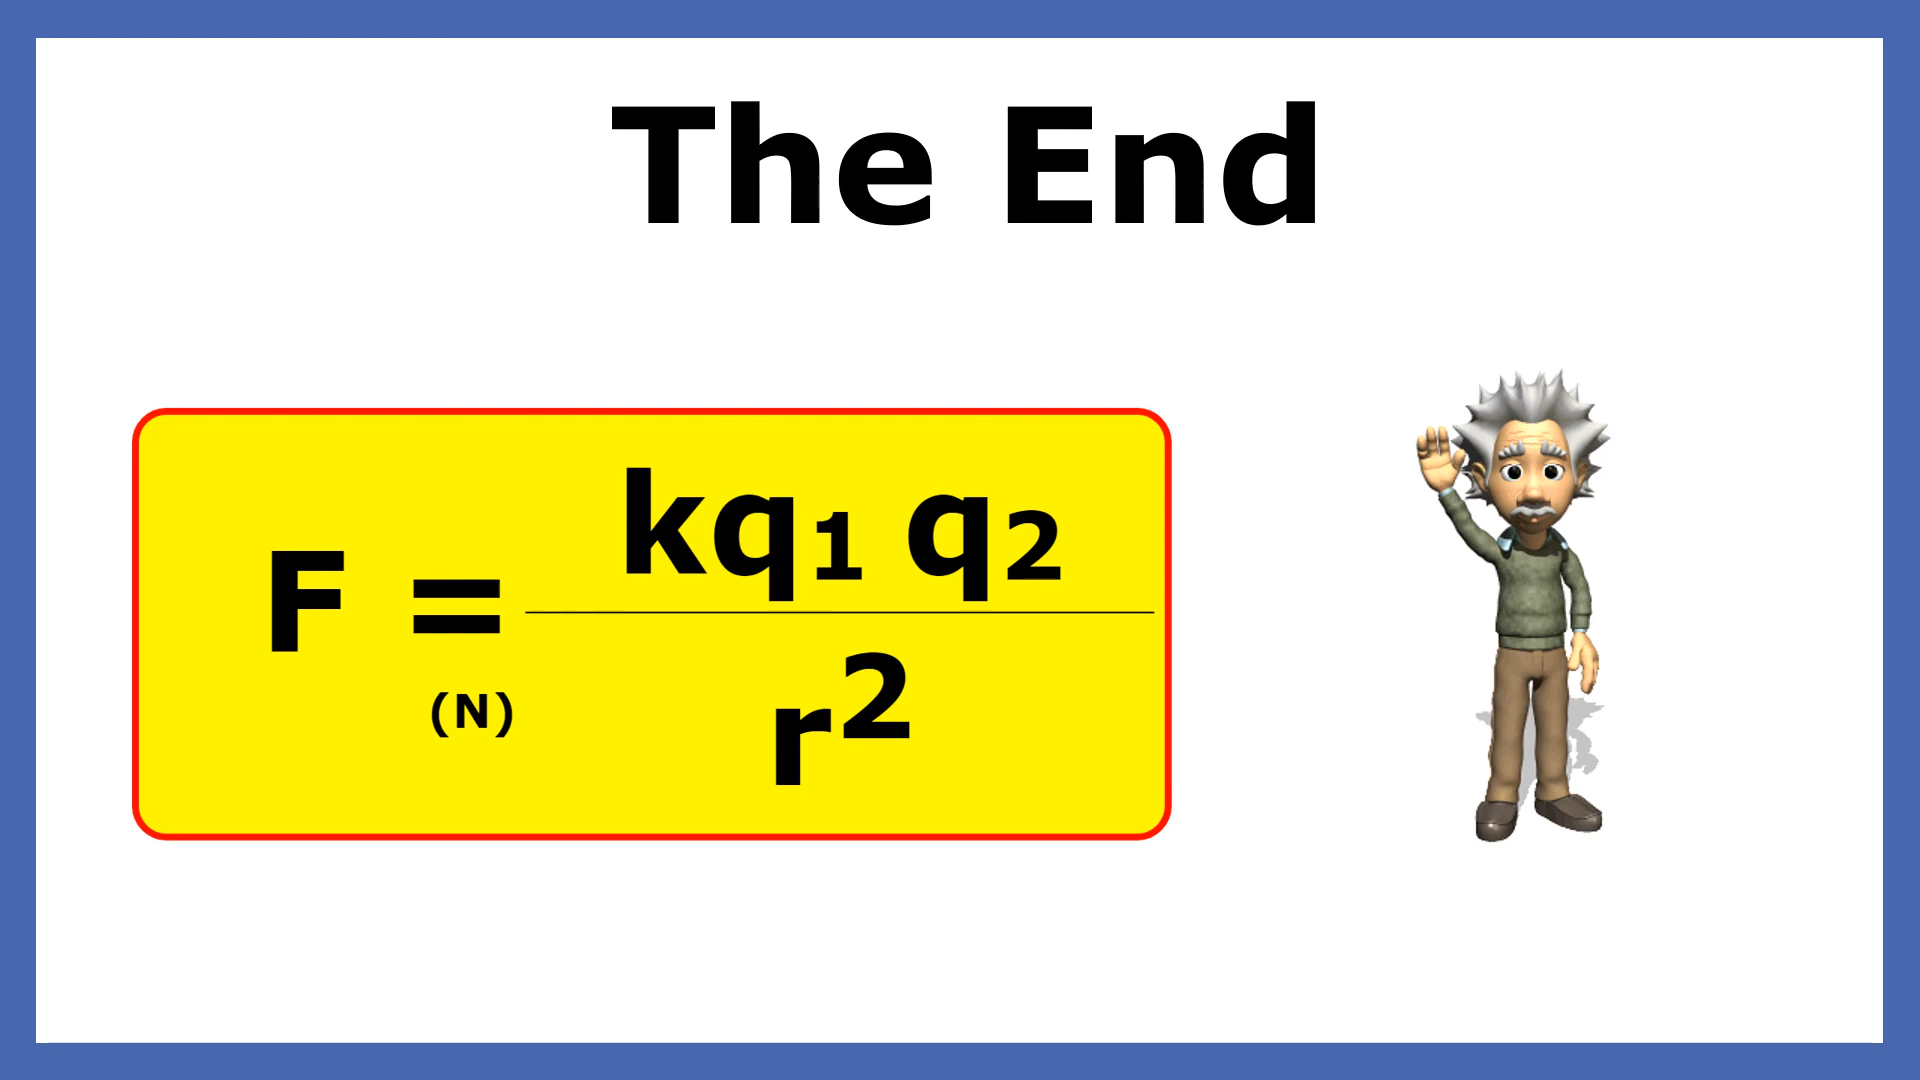 The End
kq₁ q₂
F =
(N)
r²